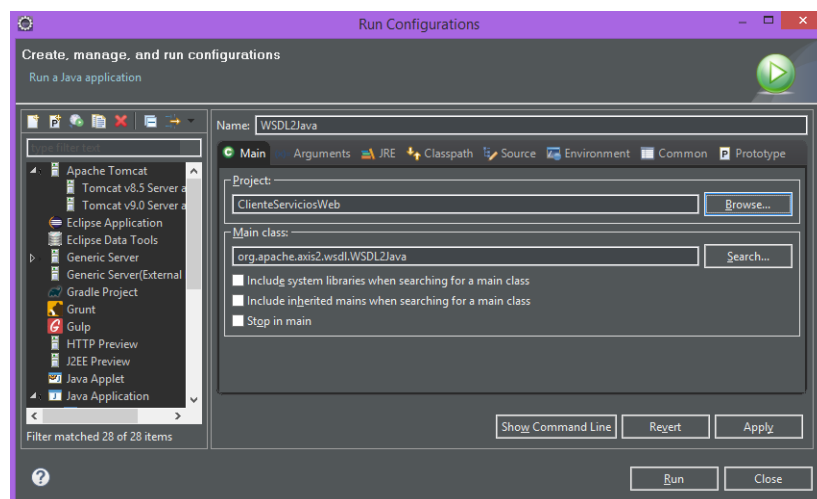 Run Configurations
Create, manage, and run configurations
Run a Java application
type filter text
Apache Tomcat
Tomcat v8.5 Server a
Tomcat v9.0 Server a
Eclipse Application
Eclipse Data Tools
Generic Server
Generic Server(External
Gradle Project
Grunt
Gulp
HTTP Preview
J2EE Preview
Java Applet
Java Application
Filter matched 28 of 28 items
Name: WSDL2Java
Main Arguments JRE Classpath Source Environment Common Prototype
Project:
ClienteServiciosWeb Browse...
Main class:
org.apache.axis2.wsdl.WSDL2Java Search...
Include system libraries when searching for a main class
Include inherited mains when searching for a main class
Stop in main
Show Command Line Revert Apply
Run Close